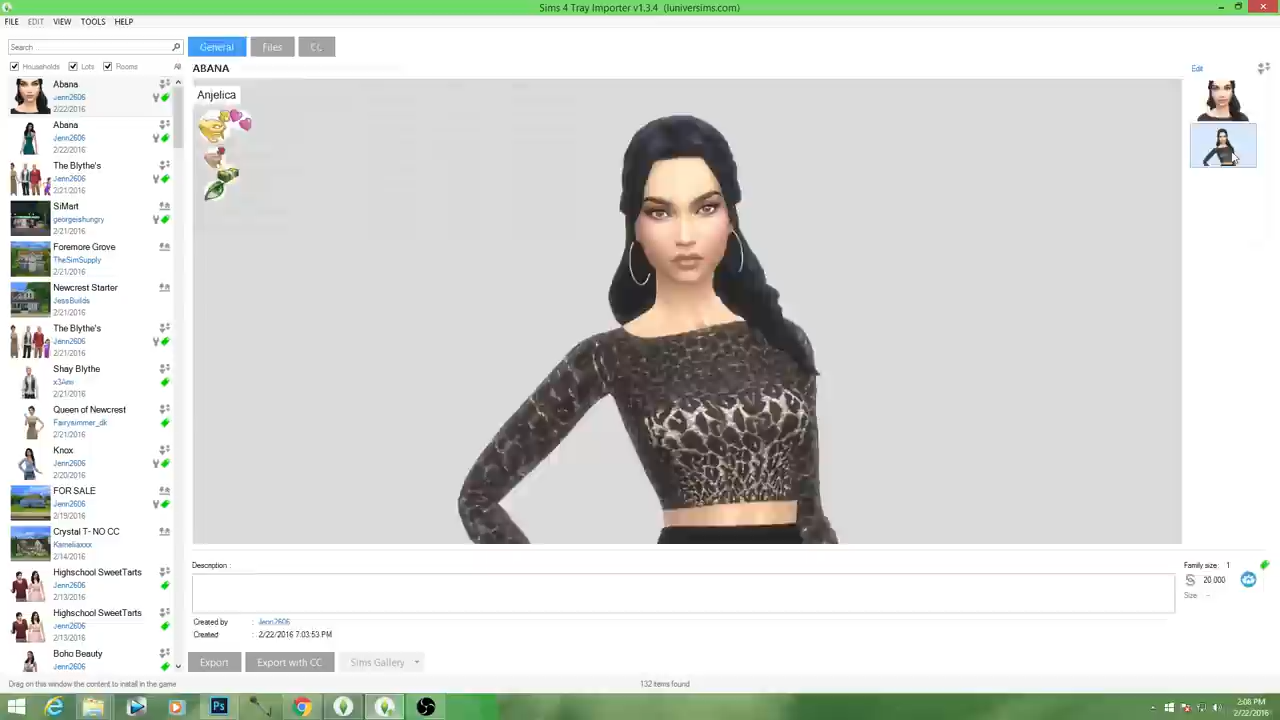 Sims 4 Tray Importer v1.3.4 (luniversims.com)
FILE EDIT VIEW TOOLS HELP
Search
Households Lots Rooms All
Abana
Jenn2606
2/22/2016
Abana
Jenn2606
2/22/2016
The Blythe's
Jenn2606
2/21/2016
SiMart
georgeishungry
2/21/2016
Foremore Grove
TheSimSupply
2/21/2016
Newcrest Starter
JessBuilds
2/21/2016
The Blythe's
Jenn2606
2/21/2016
Shay Blythe
2/21/2016
Queen of Newcrest
Fairysimmer_dk
2/21/2016
Knox
Jenn2606
2/20/2016
FOR SALE
Jenn2606
2/19/2016
Crystal T- NO CC
Kameliaxxx
2/14/2016
Highschool SweetTarts
Jenn2606
2/13/2016
Highschool SweetTarts
Jenn2606
2/13/2016
Boho Beauty
Jenn2606
General Files CC
ABANA
Edit
Anjelica
Description :
Family size: 1
20.000
Size: -
Created by : Jenn2606
Created : 2/22/2016 7:03:53 PM
Export Export with CC Sims Gallery
Drag on this window the content to install in the game
132 items found
Ps
2:08 PM
2/22/2016